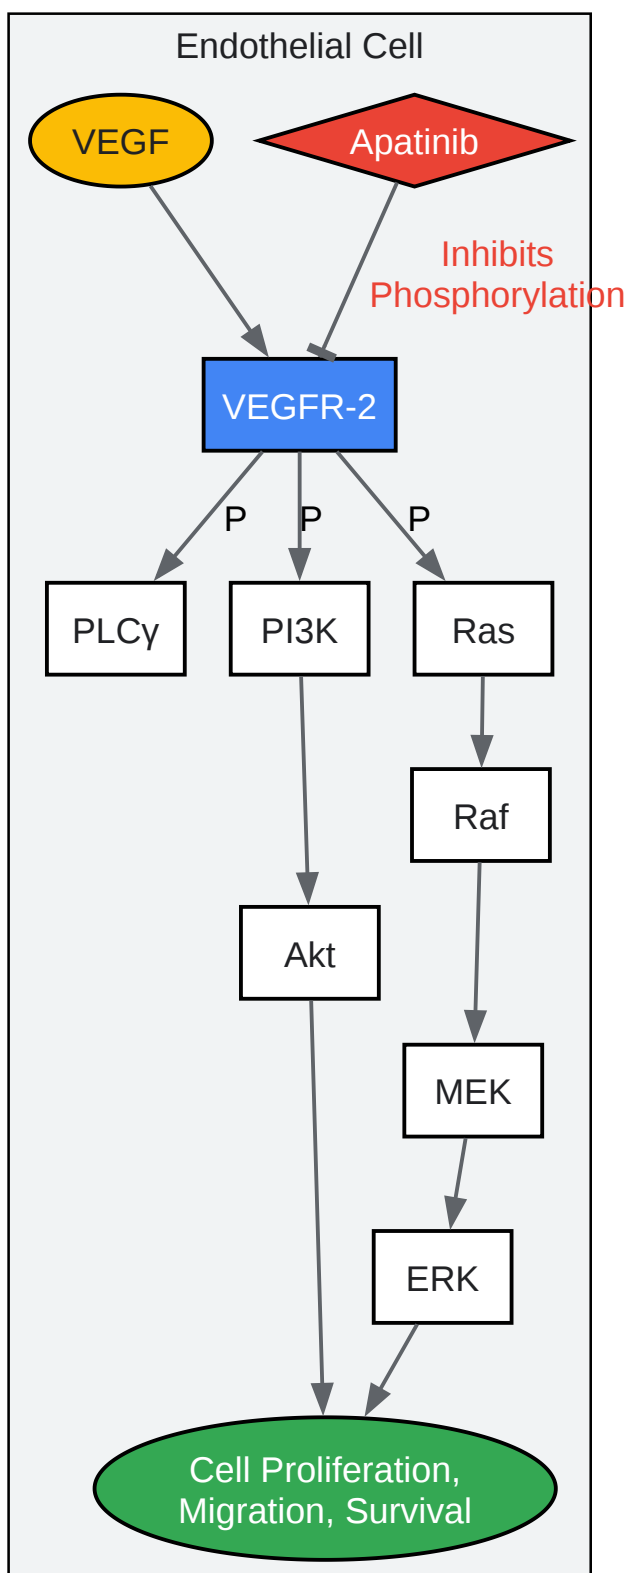 Endothelial Cell
VEGF
Apatinib
Inhibits
Phosphorylation
VEGFR-2
P
P
P
PLCγ
PI3K
Ras
Raf
Akt
MEK
ERK
Cell Proliferation,
Migration, Survival